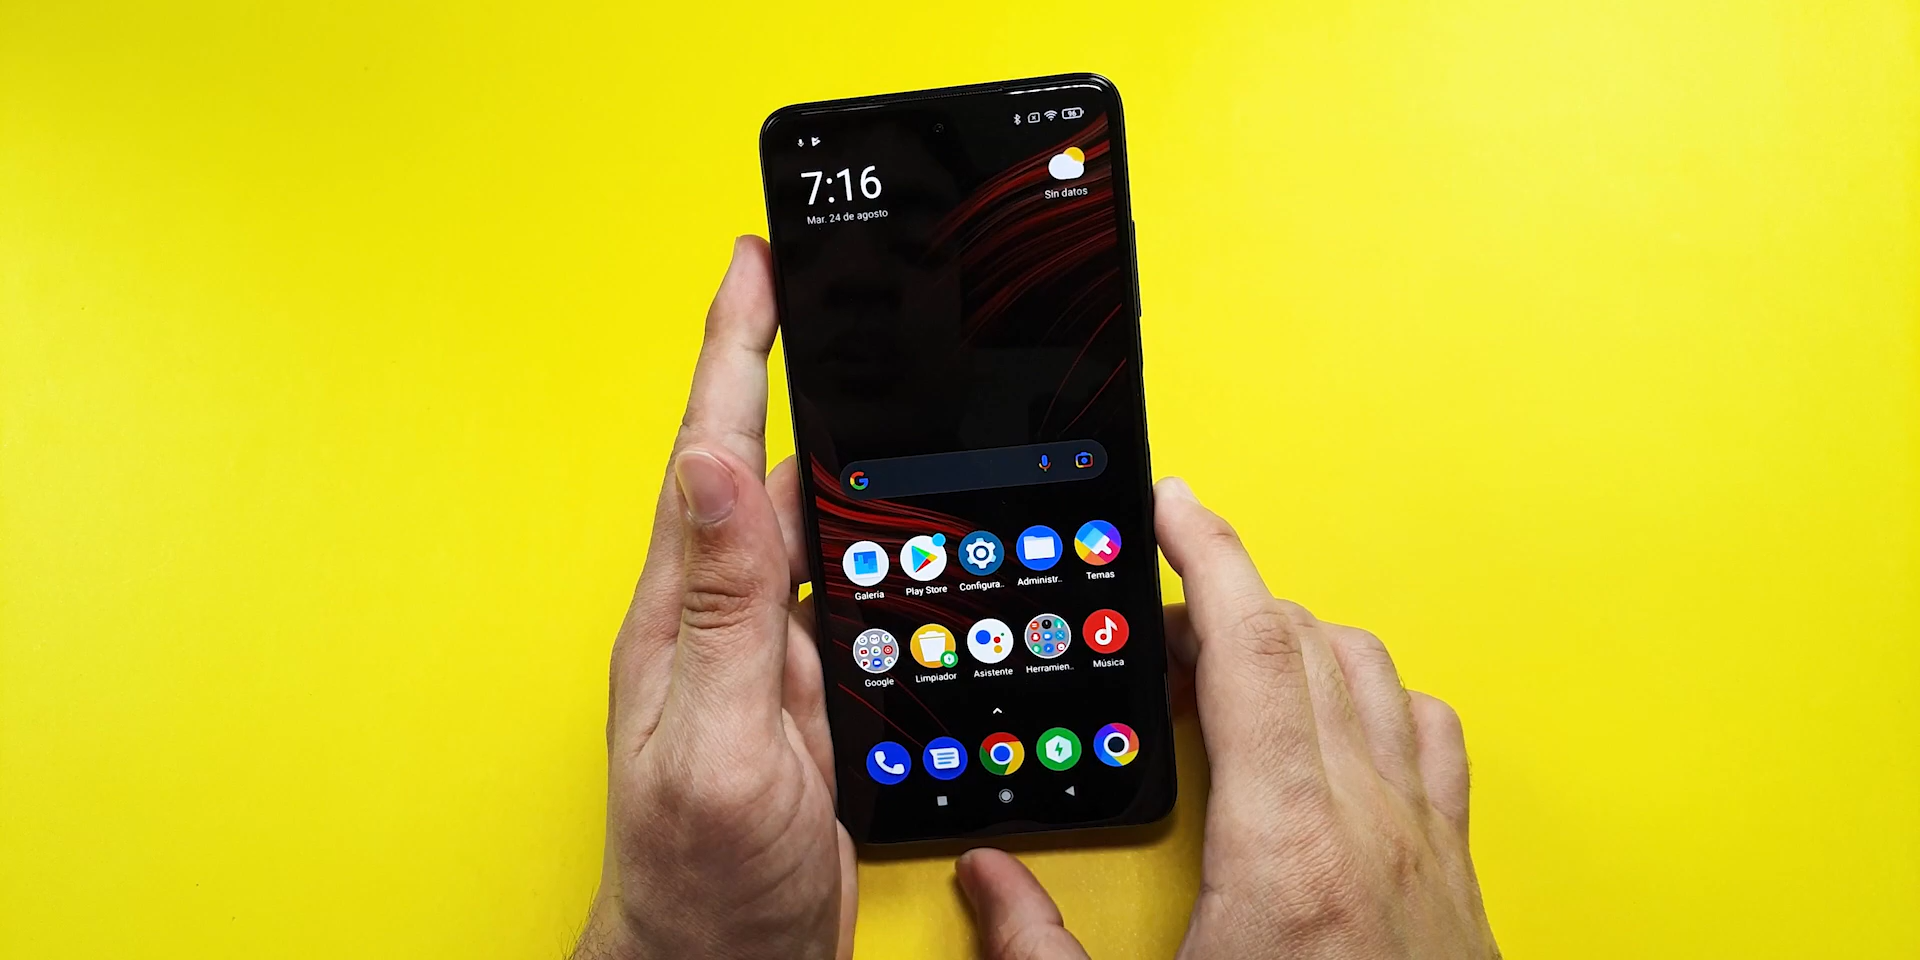 96
7:16
Mar. 24 de agosto
Sin datos
Galería
Play Store
Configura..
Administr..
Temas
Google
Limpiador
Asistente
Herramien..
Música